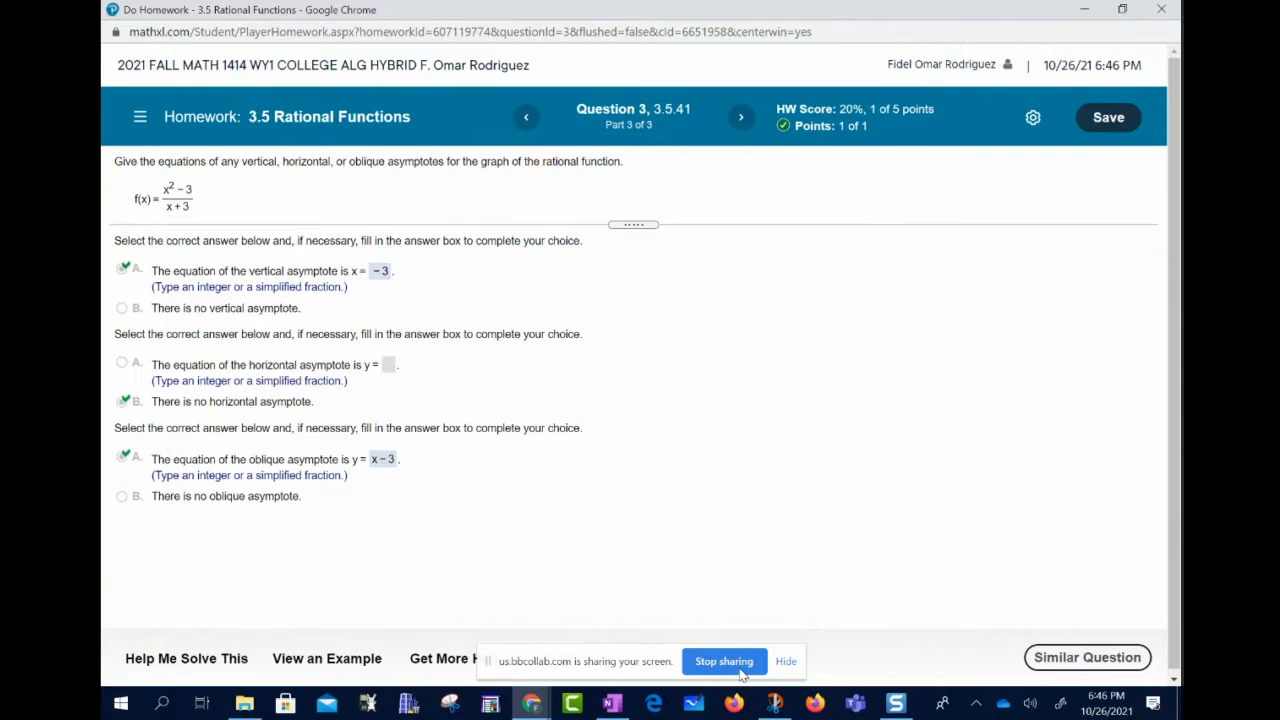 Do Homework - 3.5 Rational Functions - Google Chrome
mathxl.com/Student/PlayerHomework.aspx?homeworkId=607119774&questionId=3&flushed=false&cId=6651958&centerwin=yes
2021 FALL MATH 1414 WY1 COLLEGE ALG HYBRID F. Omar Rodriguez
Fidel Omar Rodriguez | 10/26/21 6:46 PM
Homework: 3.5 Rational Functions
Question 3, 3.5.41
Part 3 of 3
HW Score: 20%, 1 of 5 points
Points: 1 of 1
Save
Give the equations of any vertical, horizontal, or oblique asymptotes for the graph of the rational function.
x² − 3
f(x) =
x + 3
Select the correct answer below and, if necessary, fill in the answer box to complete your choice.
A. The equation of the vertical asymptote is x = − 3 .
(Type an integer or a simplified fraction.)
B. There is no vertical asymptote.
Select the correct answer below and, if necessary, fill in the answer box to complete your choice.
A. The equation of the horizontal asymptote is y = .
(Type an integer or a simplified fraction.)
B. There is no horizontal asymptote.
Select the correct answer below and, if necessary, fill in the answer box to complete your choice.
A. The equation of the oblique asymptote is y = x − 3 .
(Type an integer or a simplified fraction.)
B. There is no oblique asymptote.
Help Me Solve This
View an Example
Get More H
us.bbcollab.com is sharing your screen.
Stop sharing
Hide
Similar Question
6:46 PM
10/26/2021